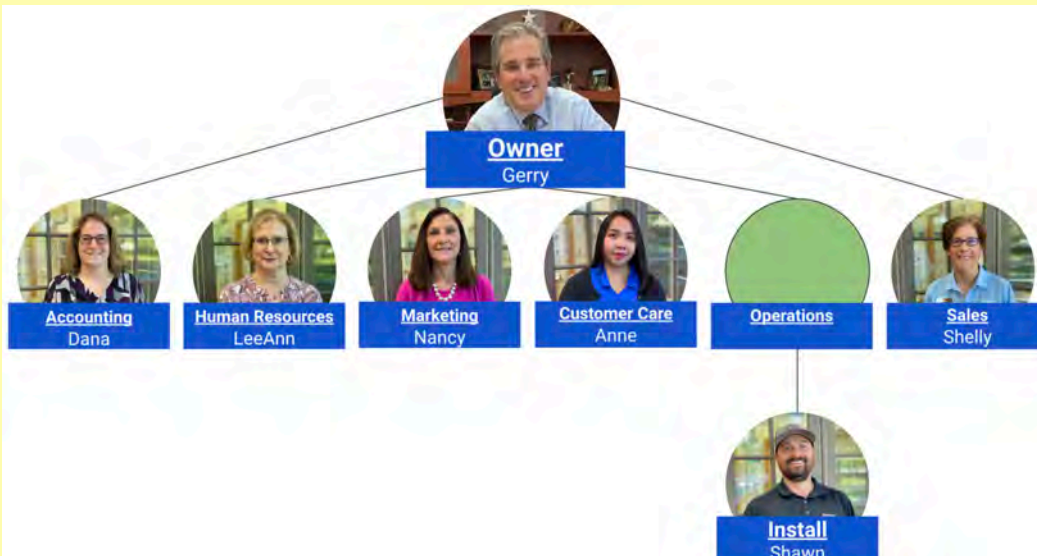 Owner
Gerry
Accounting
Dana
Human Resources
LeeAnn
Marketing
Nancy
Customer Care
Anne
Operations
Sales
Shelly
Install
Shawn